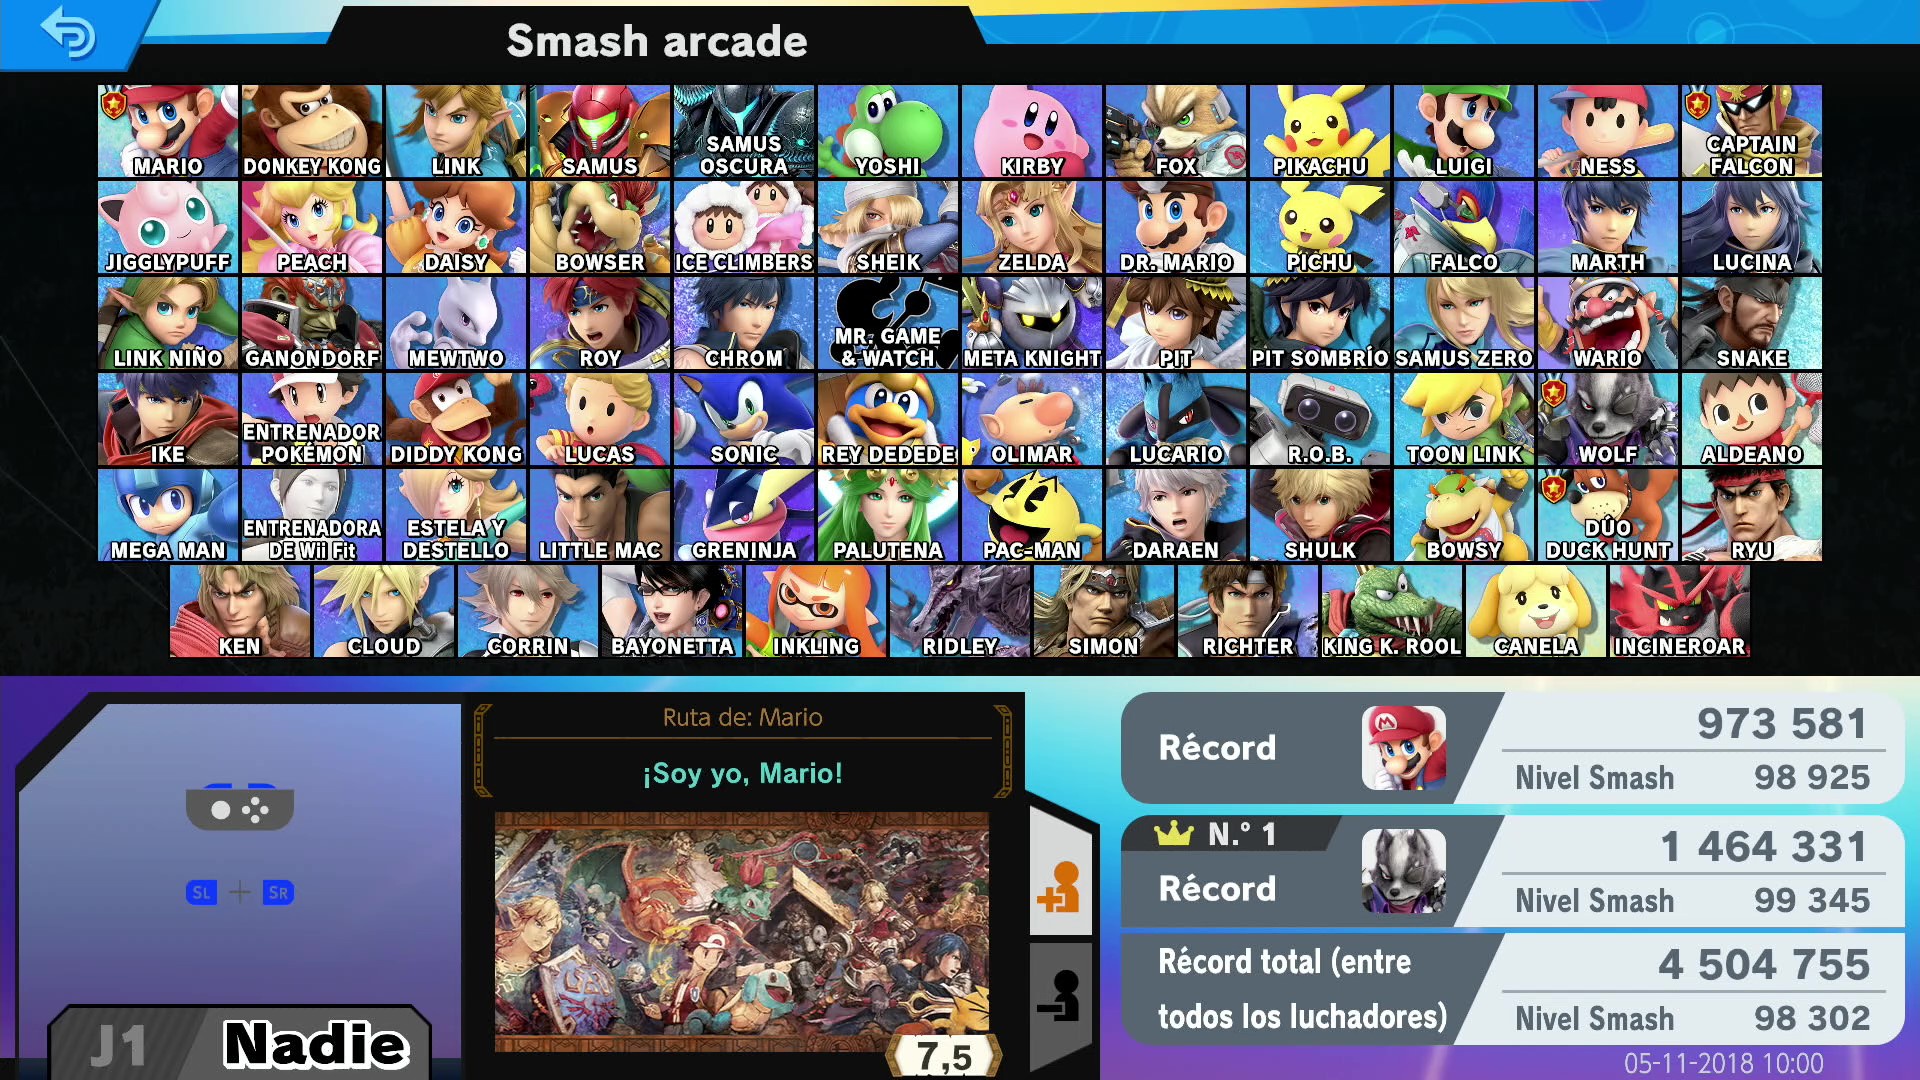 Smash arcade
MARIO
DONKEY KONG
LINK
SAMUS
SAMUS
OSCURA
YOSHI
KIRBY
FOX
PIKACHU
LUIGI
NESS
CAPTAIN
FALCON
JIGGLYPUFF
PEACH
DAISY
BOWSER
ICE CLIMBERS
SHEIK
ZELDA
DR. MARIO
PICHU
FALCO
MARTH
LUCINA
LINK NIÑO
GANONDORF
MEWTWO
ROY
CHROM
MR. GAME
& WATCH
META KNIGHT
PIT
PIT SOMBRÍO
SAMUS ZERO
WARIO
SNAKE
IKE
ENTRENADOR
POKÉMON
DIDDY KONG
LUCAS
SONIC
REY DEDEDE
OLIMAR
LUCARIO
R.O.B.
TOON LINK
WOLF
ALDEANO
MEGA MAN
ENTRENADORA
DE Wii Fit
ESTELA Y
DESTELLO
LITTLE MAC
GRENINJA
PALUTENA
PAC-MAN
DARAEN
SHULK
BOWSY
DÚO
DUCK HUNT
RYU
KEN
CLOUD
CORRIN
BAYONETTA
INKLING
RIDLEY
SIMON
RICHTER
KING K. ROOL
CANELA
INCINEROAR
SL + SR
J1 Nadie
Ruta de: Mario
¡Soy yo, Mario!
7,5
Récord
973 581
Nivel Smash 98 925
N.º 1
Récord
1 464 331
Nivel Smash 99 345
Récord total (entre
todos los luchadores)
4 504 755
Nivel Smash 98 302
05-11-2018 10:00